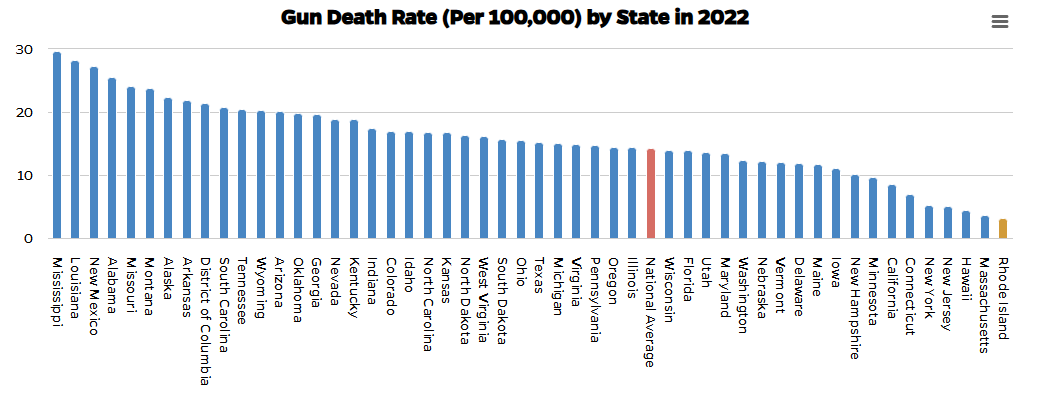 Gun Death Rate (Per 100,000) by State in 2022
30
20
10
0
Mississippi
Louisiana
New Mexico
Alabama
Missouri
Montana
Alaska
Arkansas
District of Columbia
South Carolina
Tennessee
Wyoming
Arizona
Oklahoma
Georgia
Nevada
Kentucky
Indiana
Colorado
Idaho
North Carolina
Kansas
North Dakota
West Virginia
South Dakota
Ohio
Texas
Michigan
Virginia
Pennsylvania
Oregon
Illinois
National Average
Wisconsin
Florida
Utah
Maryland
Washington
Nebraska
Vermont
Delaware
Maine
Iowa
New Hampshire
Minnesota
California
Connecticut
New York
New Jersey
Hawaii
Massachusetts
Rhode Island